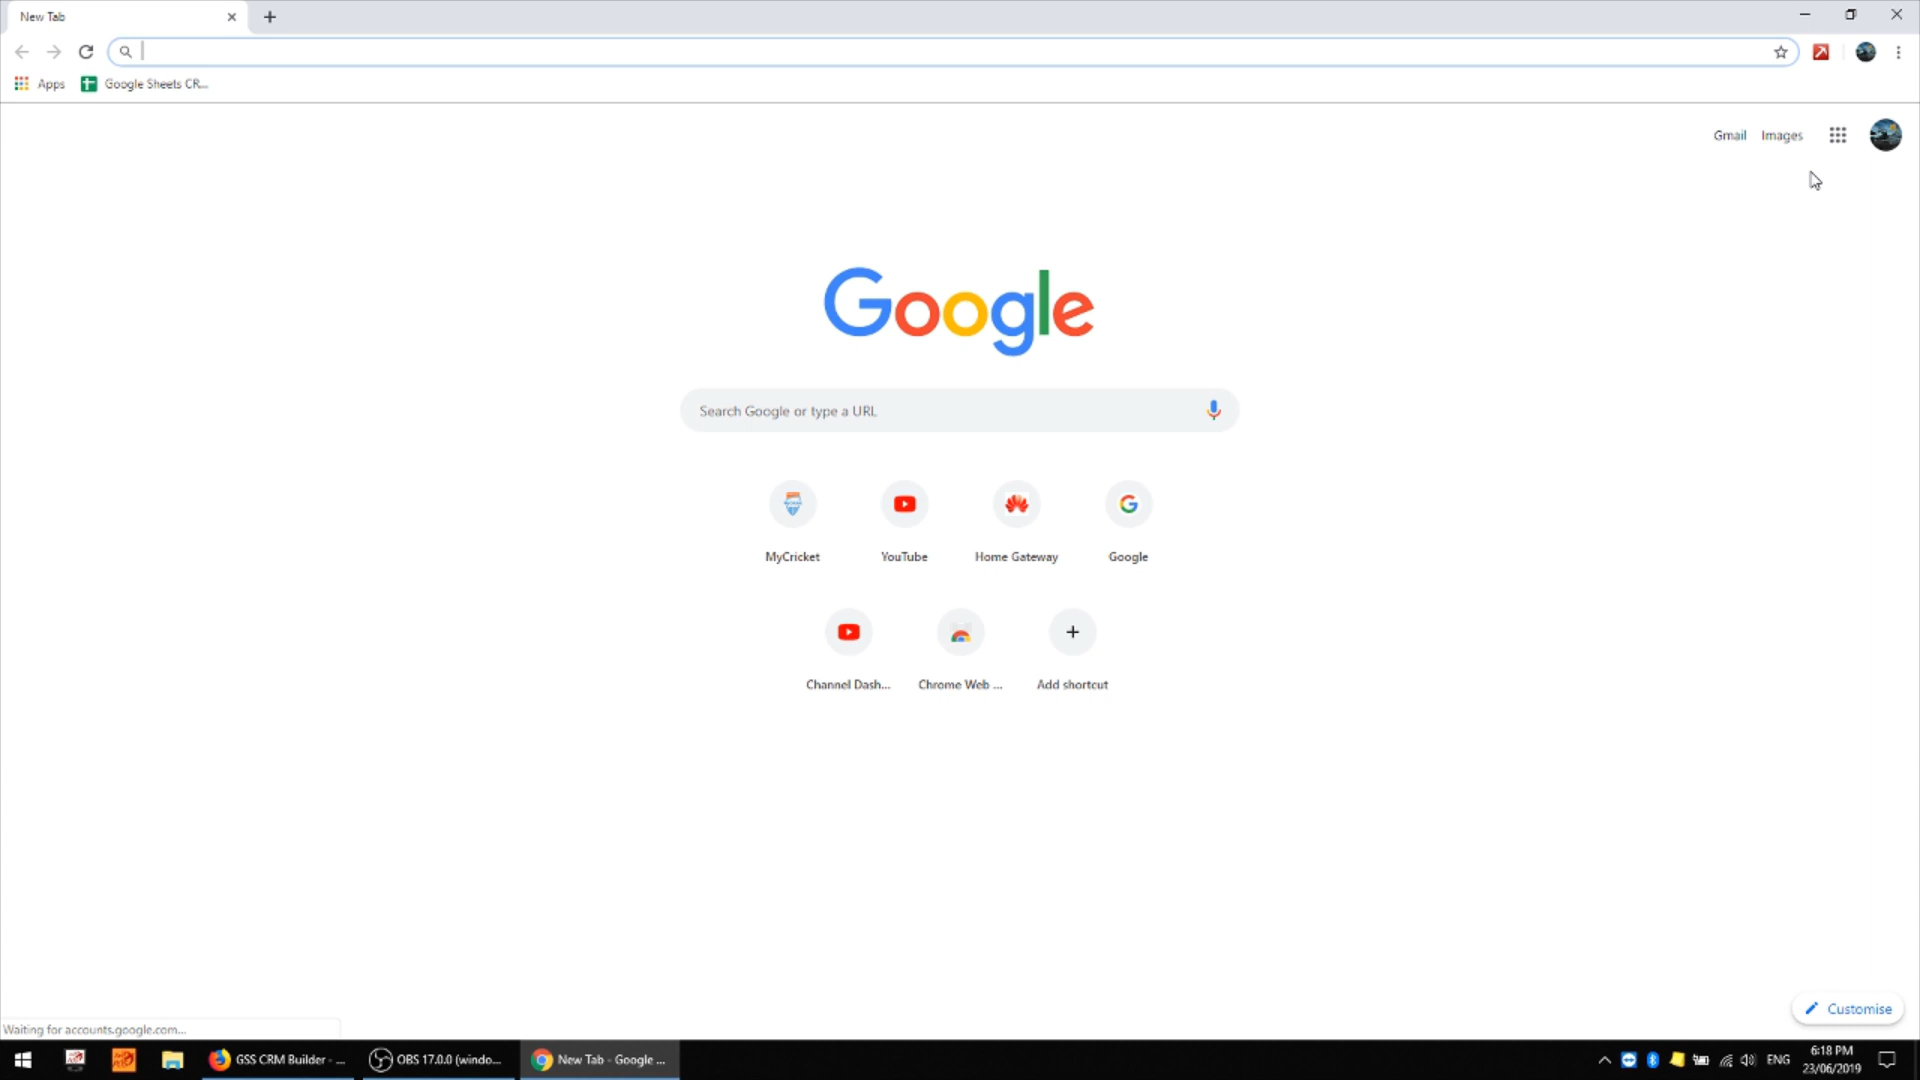 New Tab
Apps
Google Sheets CR...
Gmail
Images
Google
Search Google or type a URL
MyCricket
YouTube
Home Gateway
Google
Channel Dash...
Chrome Web ...
Add shortcut
Customise
Waiting for accounts.google.com...
GSS CRM Builder - ...
OBS 17.0.0 (windo...
New Tab - Google ...
ENG
6:18 PM
23/06/2019